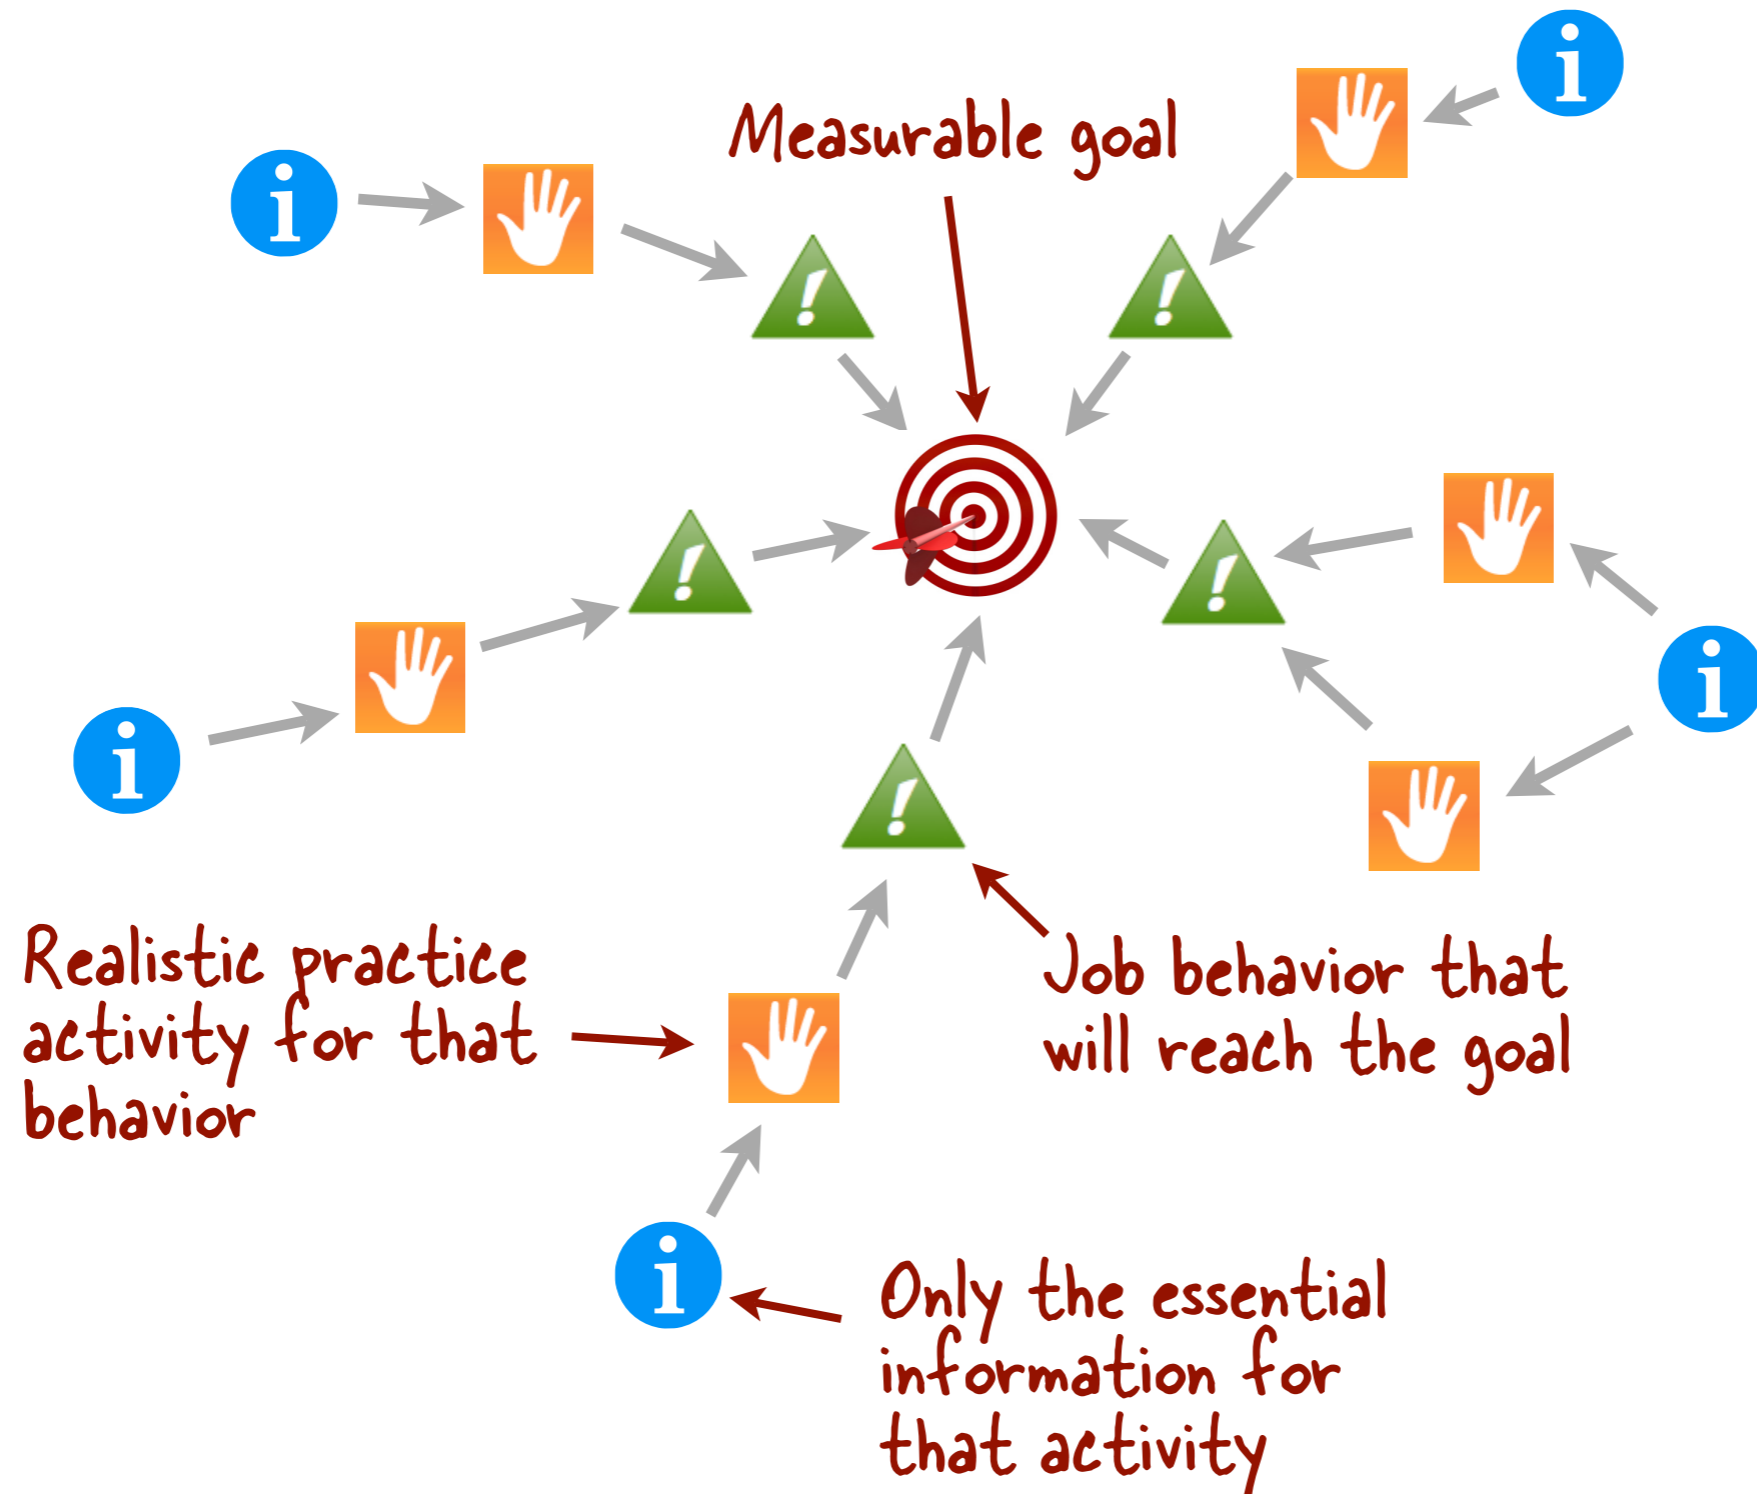 i
i
Measurable goal
!
!
!
!
i
i
!
Realistic practice
activity for that
behavior
Job behavior that
will reach the goal
i
Only the essential
information for
that activity